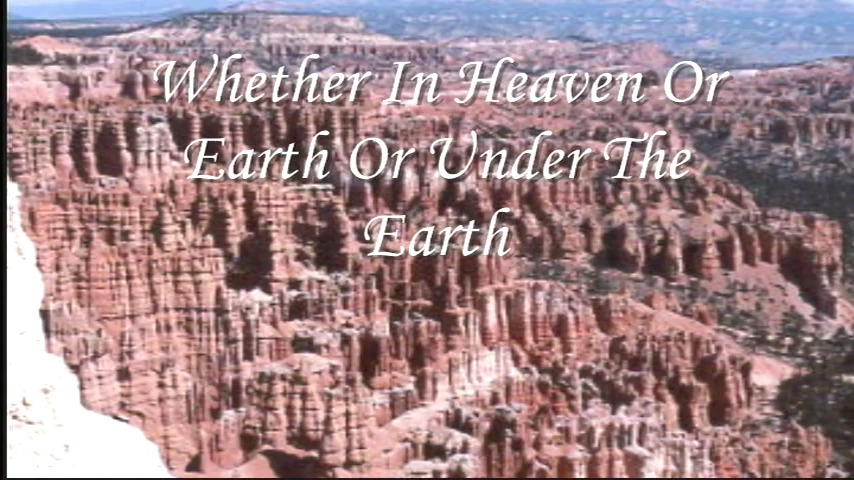 Whether In Heaven Or
Earth Or Under The
Earth